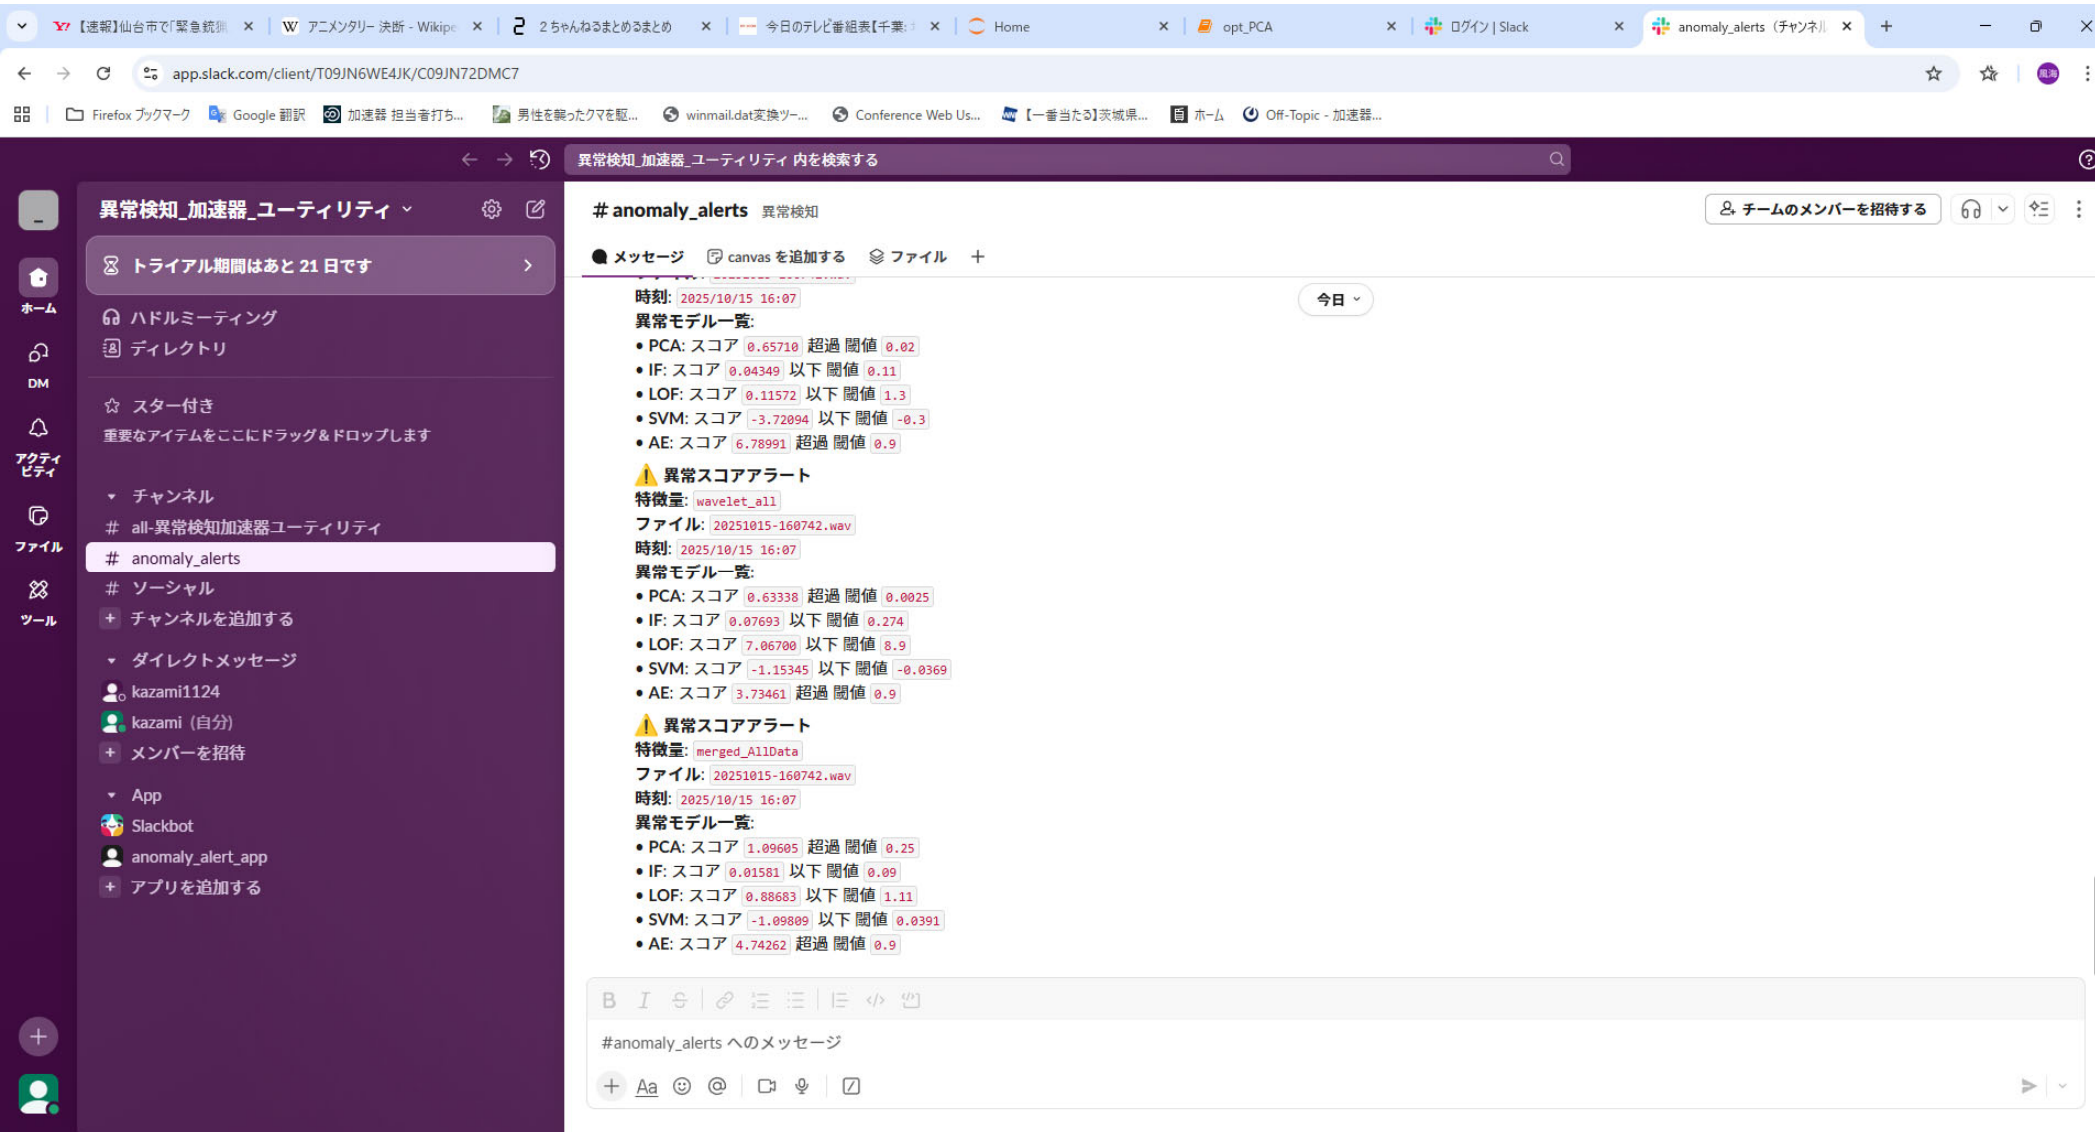 【速報】仙台市で「緊急銃猟
アニメンタリー 決断 - Wikipe
２ちゃんねるまとめるまとめ
今日のテレビ番組表【千葉:
Home
opt_PCA
ログイン | Slack
anomaly_alerts（チャンネル
app.slack.com/client/T09JN6WE4JK/C09JN72DMC7
風海
Firefox ブックマーク
Google 翻訳
加速器 担当者打ち...
男性を襲ったクマを駆...
winmail.dat変換ツー...
Conference Web Us...
【一番当たる】茨城県...
ホーム
Off-Topic - 加速器...
異常検知_加速器_ユーティリティ 内を検索する
ホーム
DM
アクティ
ビティ
ファイル
ツール
異常検知_加速器_ユーティリティ
トライアル期間はあと 21 日です
ハドルミーティング
ディレクトリ
スター付き
重要なアイテムをここにドラッグ＆ドロップします
チャンネル
# all-異常検知加速器ユーティリティ
# anomaly_alerts
# ソーシャル
+ チャンネルを追加する
ダイレクトメッセージ
kazami1124
kazami（自分）
+ メンバーを招待
App
Slackbot
anomaly_alert_app
+ アプリを追加する
# anomaly_alerts 異常検知
チームのメンバーを招待する
メッセージ
canvas を追加する
ファイル
今日
時刻: 2025/10/15 16:07
異常モデル一覧:
• PCA: スコア 0.65710 超過 閾値 0.02
• IF: スコア 0.04349 以下 閾値 0.11
• LOF: スコア 0.11572 以下 閾値 1.3
• SVM: スコア -3.72094 以下 閾値 -0.3
• AE: スコア 6.78991 超過 閾値 0.9
⚠️ 異常スコアアラート
特徴量: wavelet_all
ファイル: 20251015-160742.wav
時刻: 2025/10/15 16:07
異常モデル一覧:
• PCA: スコア 0.63338 超過 閾値 0.0025
• IF: スコア 0.07693 以下 閾値 0.274
• LOF: スコア 7.06700 以下 閾値 8.9
• SVM: スコア -1.15345 以下 閾値 -0.0369
• AE: スコア 3.73461 超過 閾値 0.9
⚠️ 異常スコアアラート
特徴量: merged_AllData
ファイル: 20251015-160742.wav
時刻: 2025/10/15 16:07
異常モデル一覧:
• PCA: スコア 1.09605 超過 閾値 0.25
• IF: スコア 0.01581 以下 閾値 0.09
• LOF: スコア 0.88683 以下 閾値 1.11
• SVM: スコア -1.09809 以下 閾値 0.0391
• AE: スコア 4.74262 超過 閾値 0.9
#anomaly_alerts へのメッセージ
Aa